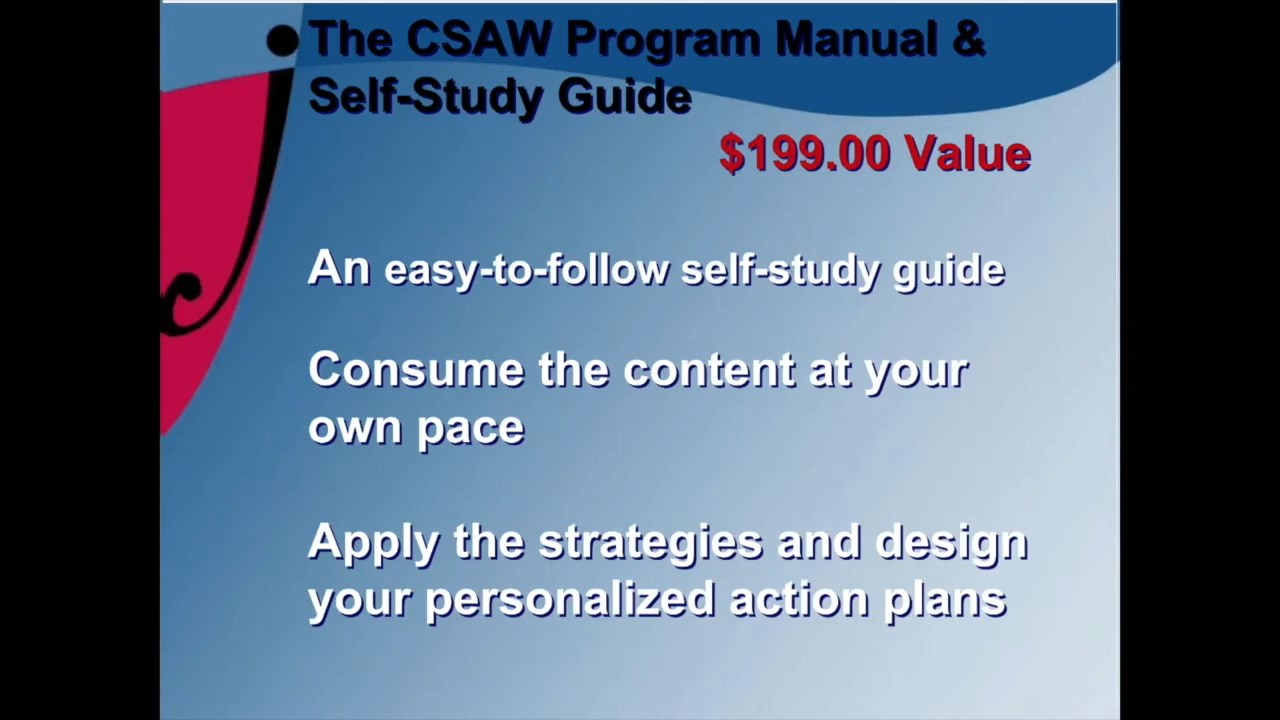 The CSAW Program Manual &
Self-Study Guide
$199.00 Value
An easy-to-follow self-study guide
Consume the content at your
own pace
Apply the strategies and design
your personalized action plans